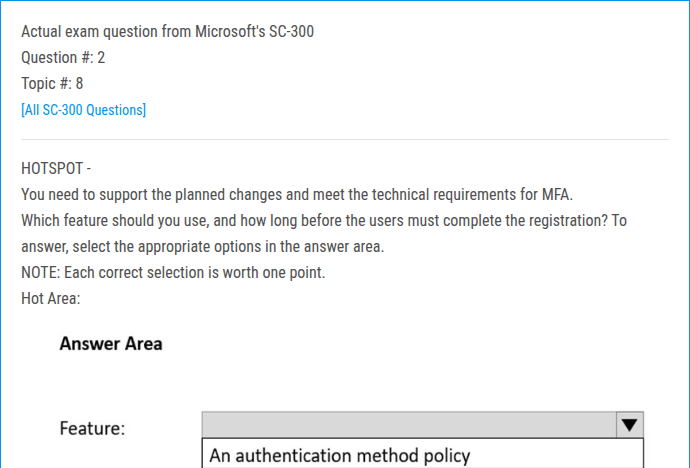 Actual exam question from Microsoft's SC-300
Question #: 2
Topic #: 8
[All SC-300 Questions]
HOTSPOT -
You need to support the planned changes and meet the technical requirements for MFA.
Which feature should you use, and how long before the users must complete the registration? To
answer, select the appropriate options in the answer area.
NOTE: Each correct selection is worth one point.
Hot Area:
Answer Area
Feature:
An authentication method policy